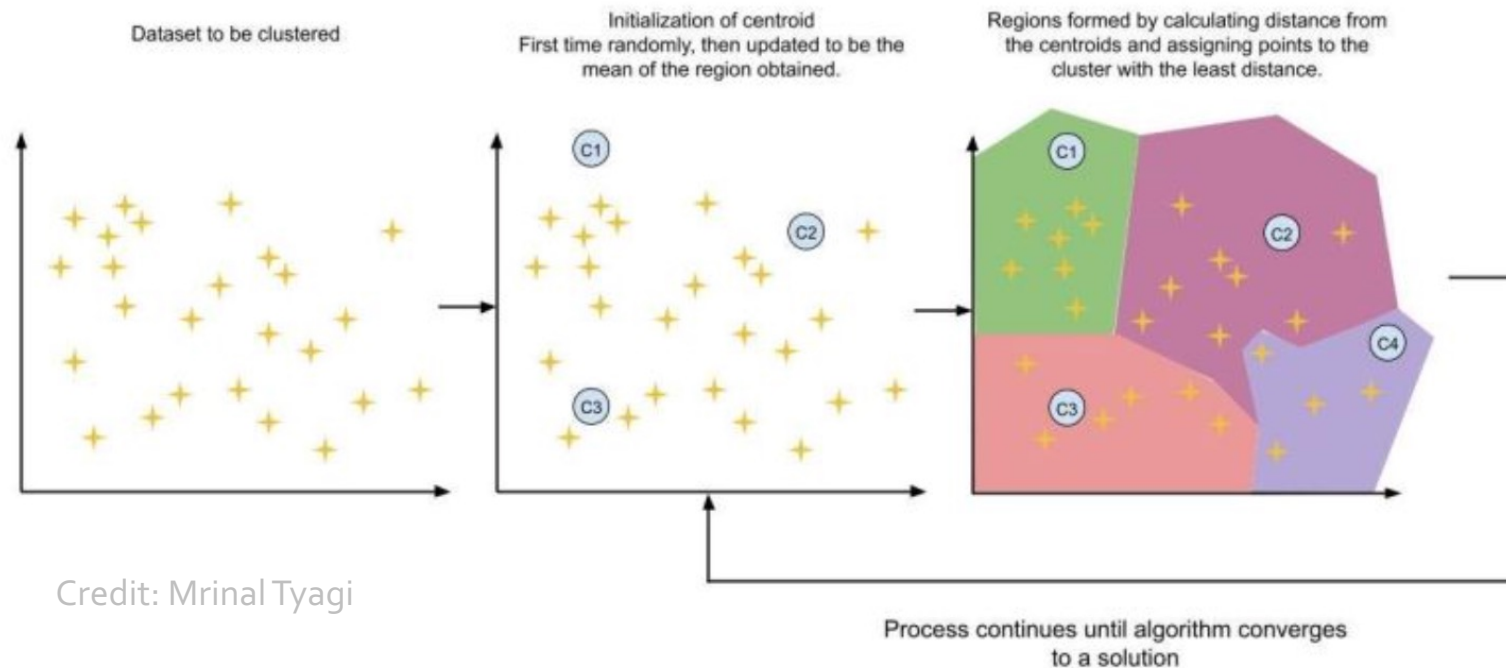 Dataset to be clustered
Initialization of centroid
First time randomly, then updated to be the
mean of the region obtained.
Regions formed by calculating distance from
the centroids and assigning points to the
cluster with the least distance.
C1
C2
C3
C1
C2
C3
C4
Credit: Mrinal Tyagi
Process continues until algorithm converges
to a solution